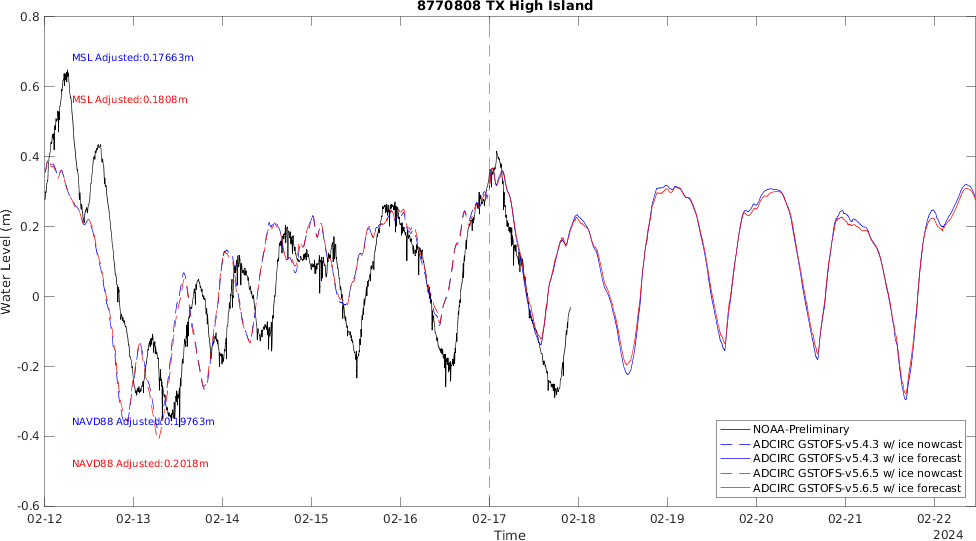 8770808 TX High Island
0.8
0.6
0.4
0.2
0
-0.2
-0.4
-0.6
Water Level (m)
MSL Adjusted:0.17663m
MSL Adjusted:0.1808m
NAVD88 Adjusted:0.19763m
NAVD88 Adjusted:0.2018m
NOAA-Preliminary
ADCIRC GSTOFS-v5.4.3 w/ ice nowcast
ADCIRC GSTOFS-v5.4.3 w/ ice forecast
ADCIRC GSTOFS-v5.6.5 w/ ice nowcast
ADCIRC GSTOFS-v5.6.5 w/ ice forecast
02-12 02-13 02-14 02-15 02-16 02-17 02-18 02-19 02-20 02-21 02-22
Time
2024